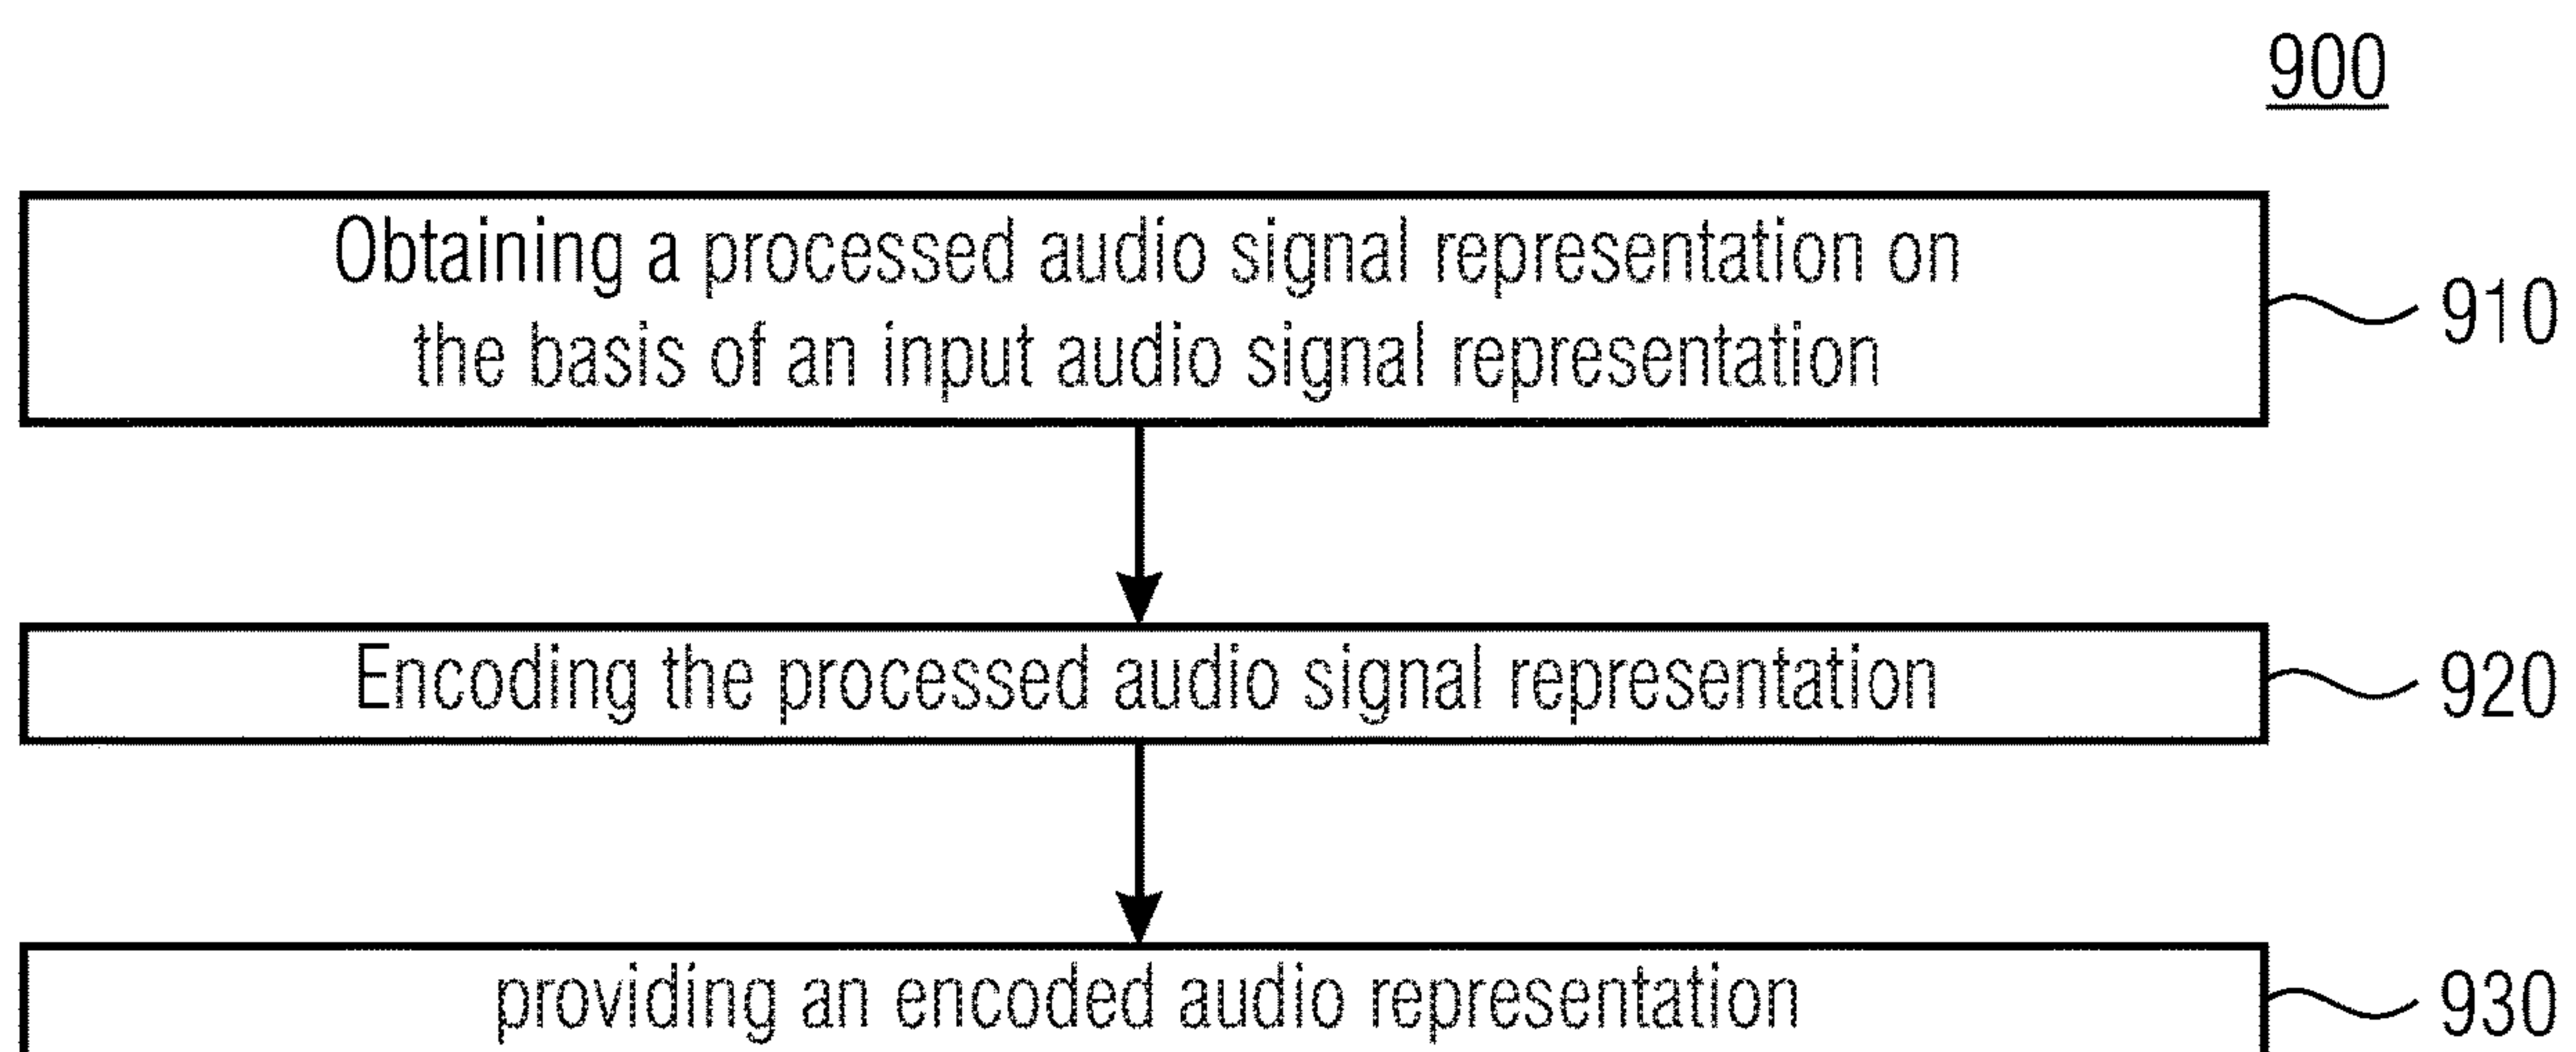 900
Obtaining a processed audio signal representation on
the basis of an input audio signal representation
910
Encoding the processed audio signal representation
920
providing an encoded audio representation
930